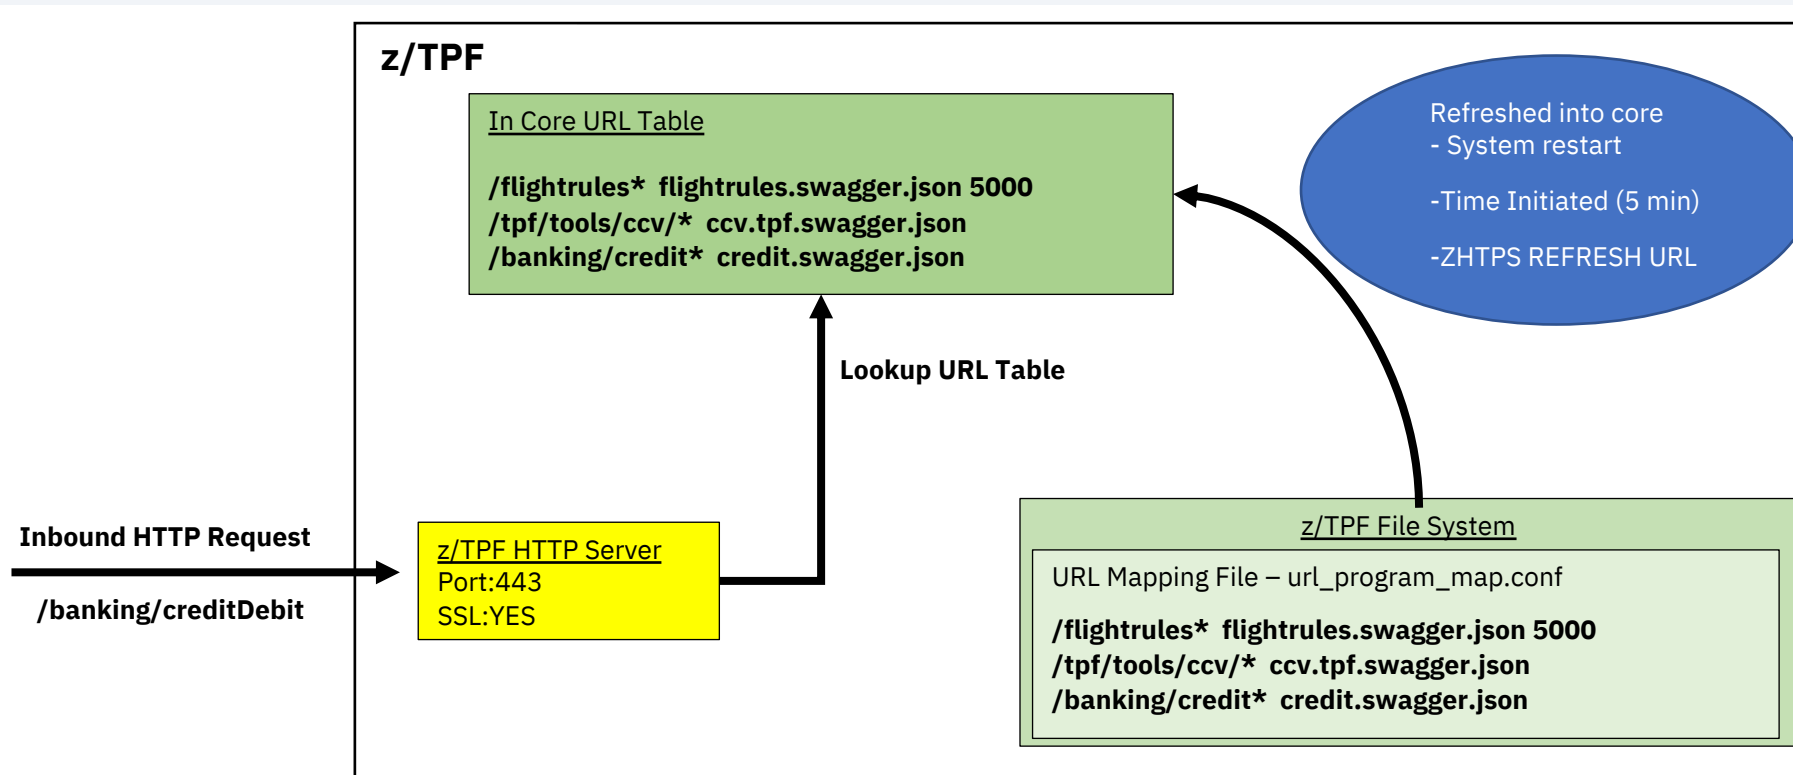 z/TPF
In Core URL Table
/flightrules* flightrules.swagger.json 5000
/tpf/tools/ccv/* ccv.tpf.swagger.json
/banking/credit* credit.swagger.json
Refreshed into core
- System restart
-Time Initiated (5 min)
-ZHTPS REFRESH URL
Lookup URL Table
Inbound HTTP Request
/banking/creditDebit
z/TPF HTTP Server
Port:443
SSL:YES
z/TPF File System
URL Mapping File – url_program_map.conf
/flightrules* flightrules.swagger.json 5000
/tpf/tools/ccv/* ccv.tpf.swagger.json
/banking/credit* credit.swagger.json